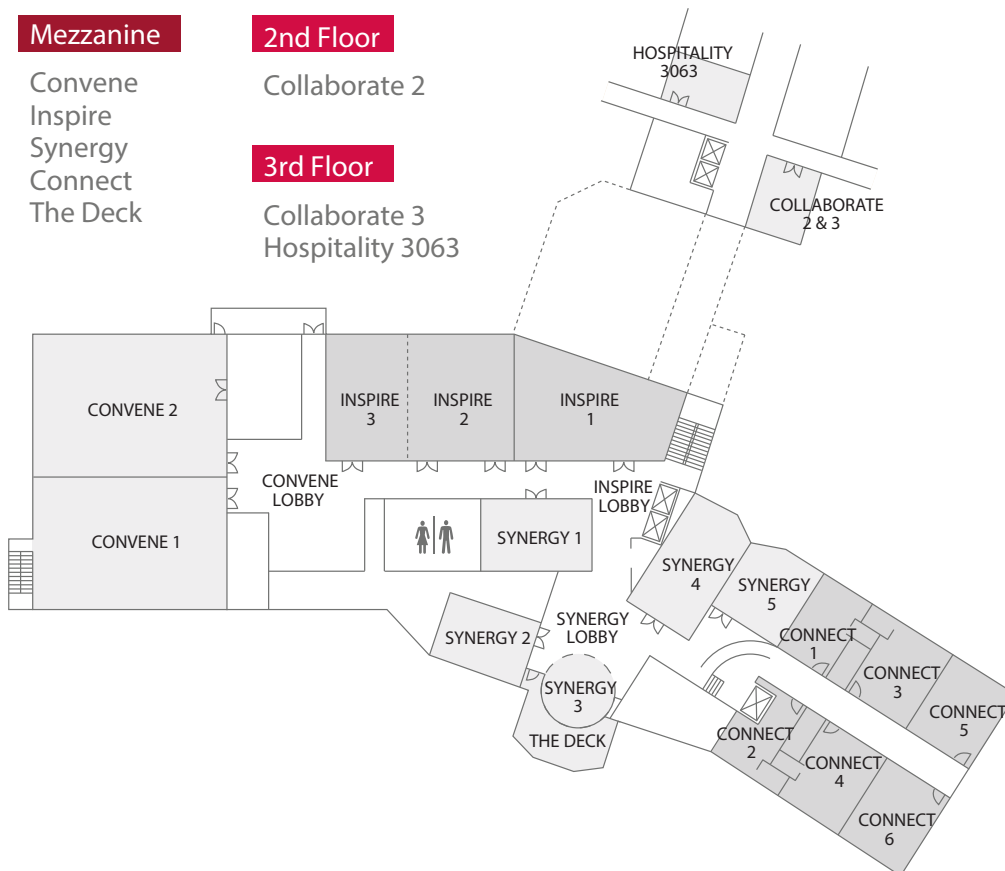 Mezzanine
Convene
Inspire
Synergy
Connect
The Deck
2nd Floor
Collaborate 2
3rd Floor
Collaborate 3
Hospitality 3063
HOSPITALITY
3063
COLLABORATE
2 & 3
CONVENE 2
INSPIRE
3
INSPIRE
2
INSPIRE
1
CONVENE
LOBBY
INSPIRE
LOBBY
CONVENE 1
SYNERGY 1
SYNERGY
4
SYNERGY
5
SYNERGY 2
SYNERGY
LOBBY
CONNECT
1
CONNECT
3
CONNECT
5
SYNERGY
3
THE DECK
CONNECT
2
CONNECT
4
CONNECT
6